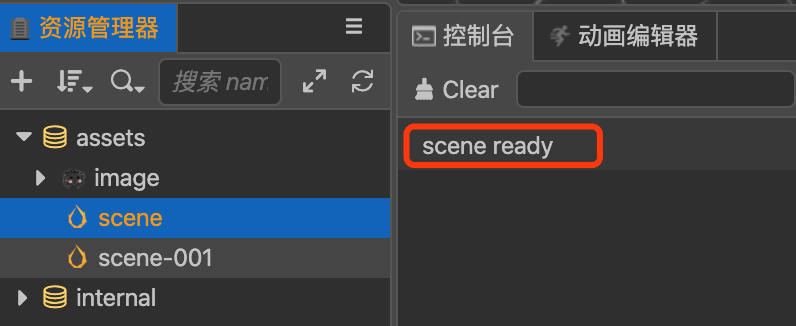 资源管理器
搜索 nam
assets
image
scene
scene-001
internal
控制台
动画编辑器
Clear
scene ready